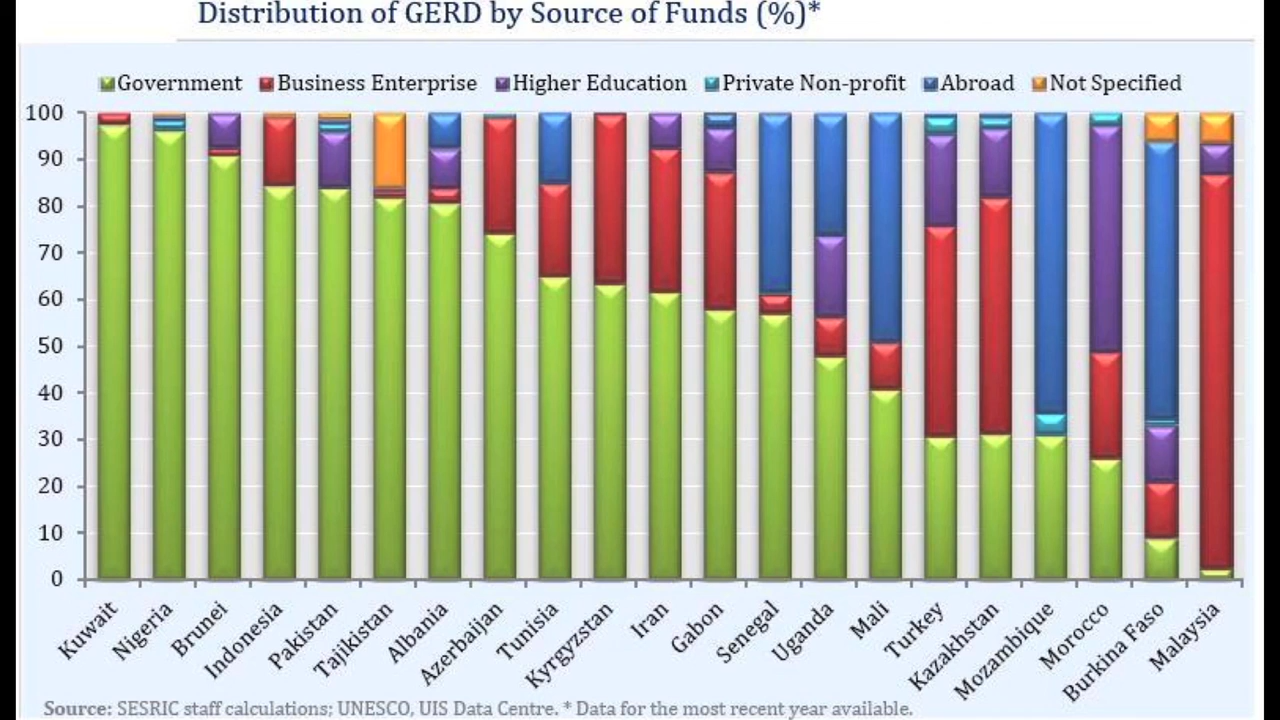 Distribution of GERD by Source of Funds (%)*
Government Business Enterprise Higher Education Private Non-profit Abroad Not Specified
100
90
80
70
60
50
40
30
20
10
0
Kuwait Nigeria Brunei Indonesia Pakistan Tajikistan Albania Azerbaijan Tunisia Kyrgyzstan Iran Gabon Senegal Uganda Mali Turkey Kazakhstan Mozambique Morocco Burkina Faso Malaysia
Source: SESRIC staff calculations; UNESCO, UIS Data Centre. * Data for the most recent year available.